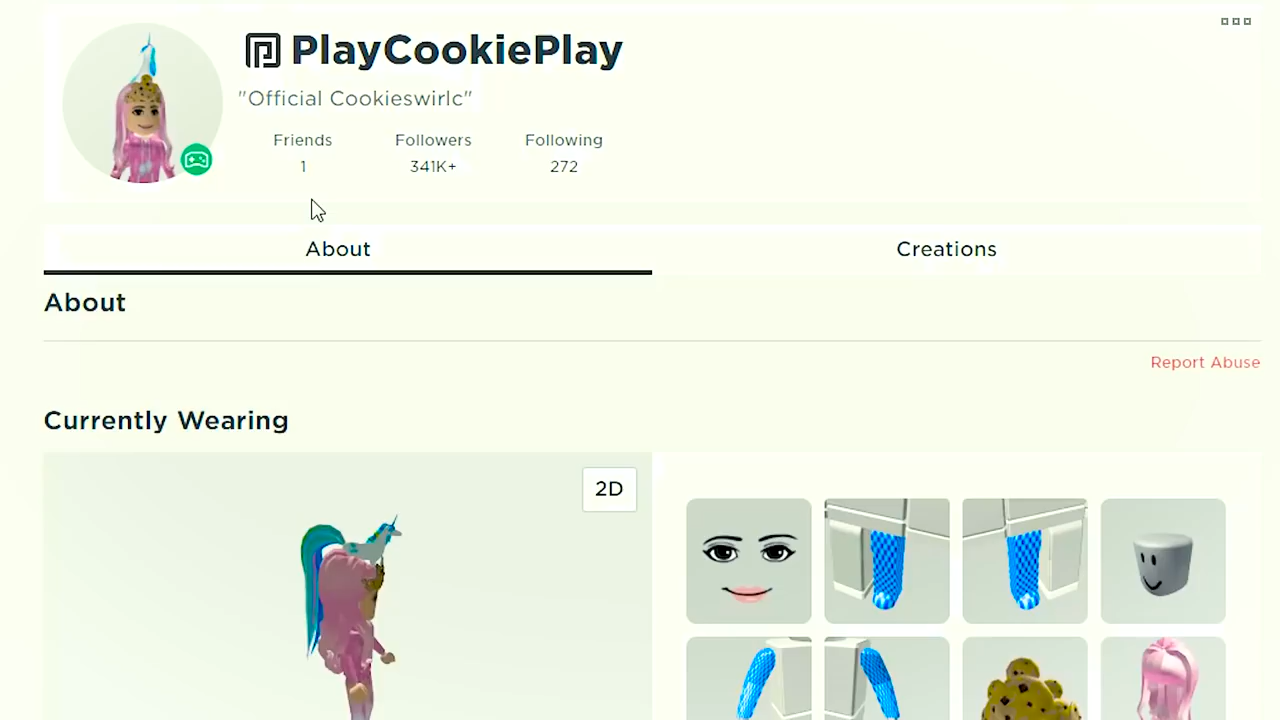 PlayCookiePlay
"Official Cookieswirlc"
Friends Followers Following
1 341K+ 272
About Creations
About
Report Abuse
Currently Wearing
2D